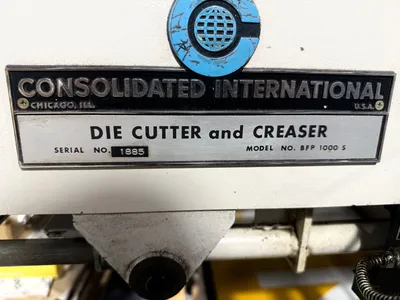 CONSOLIDATED INTERNATIONAL
CHICAGO, ILL. U.S.A.
DIE CUTTER and CREASER
SERIAL NO. 1885 MODEL NO. BFP 1000 S